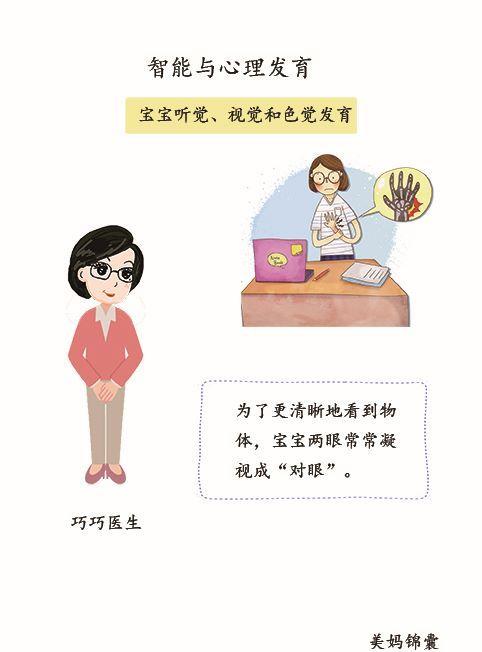 智能与心理发育
宝宝听觉、视觉和色觉发育
为了更清晰地看到物
体，宝宝两眼常常凝
视成“对眼”。
巧巧医生
美妈锦囊